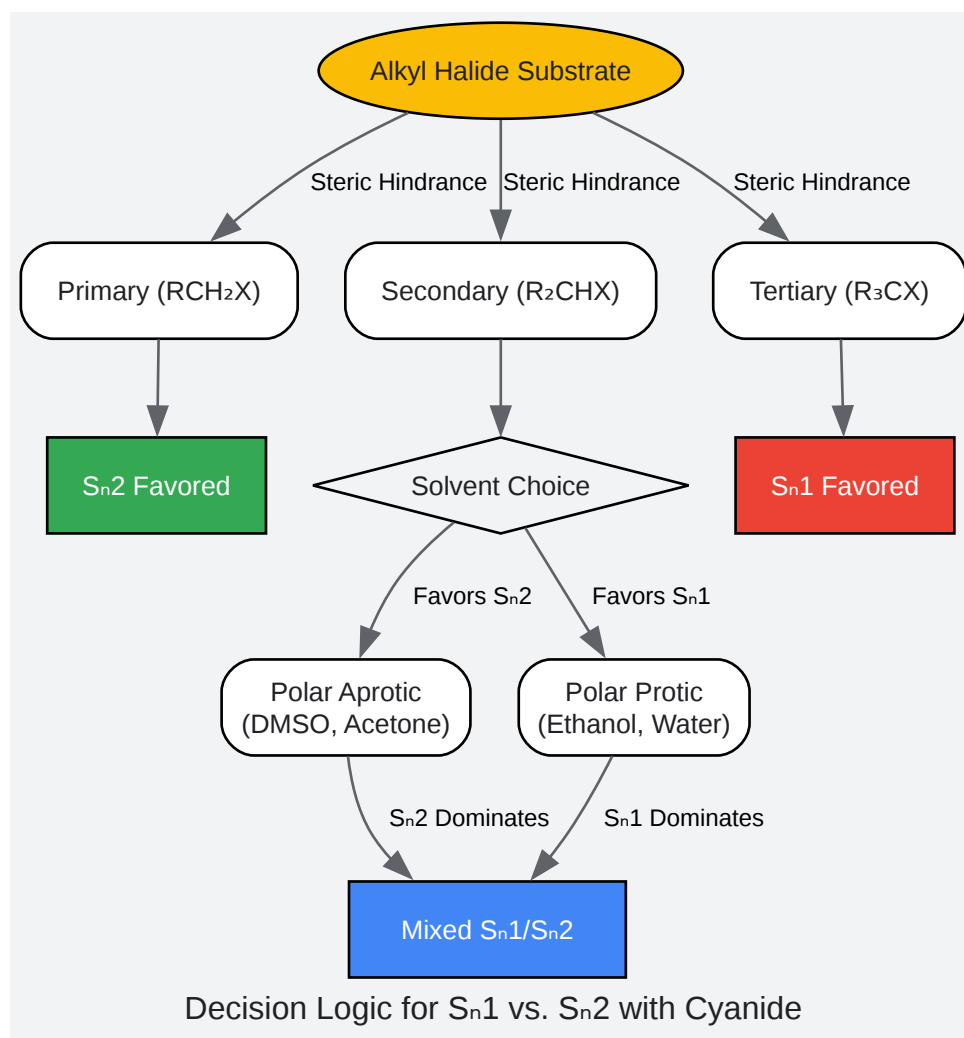 Alkyl Halide Substrate
Steric Hindrance
Steric Hindrance
Steric Hindrance
Primary (RCH₂X)
Secondary (R₂CHX)
Tertiary (R₃CX)
Sₙ2 Favored
Solvent Choice
Sₙ1 Favored
Favors Sₙ2
Favors Sₙ1
Polar Aprotic
(DMSO, Acetone)
Polar Protic
(Ethanol, Water)
Sₙ2 Dominates
Sₙ1 Dominates
Mixed Sₙ1/Sₙ2
Decision Logic for Sₙ1 vs. Sₙ2 with Cyanide